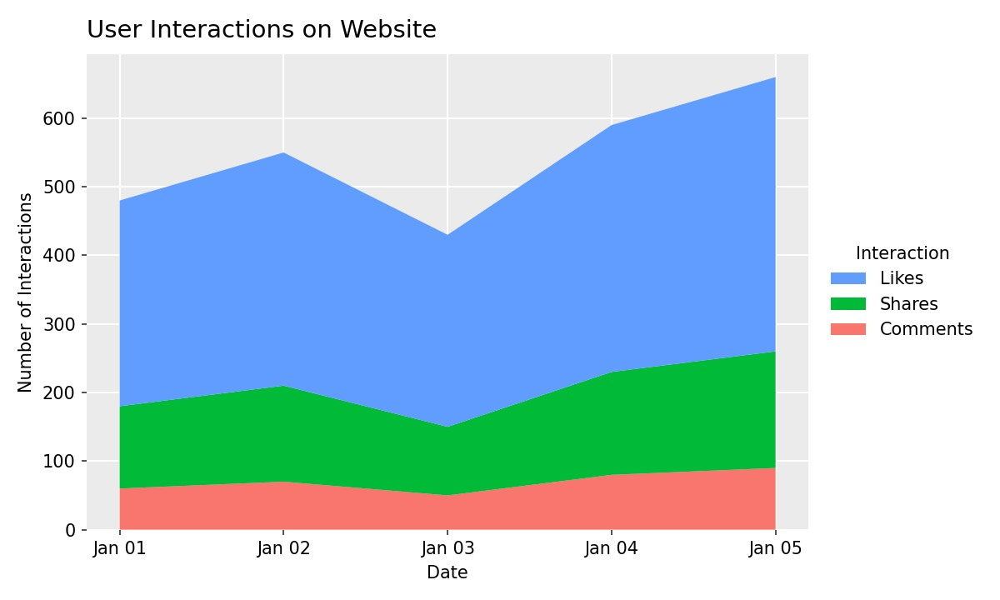 User Interactions on Website
Number of Interactions
600
500
400
300
200
100
0
Jan 01
Jan 02
Jan 03
Jan 04
Jan 05
Date
Interaction
Likes
Shares
Comments